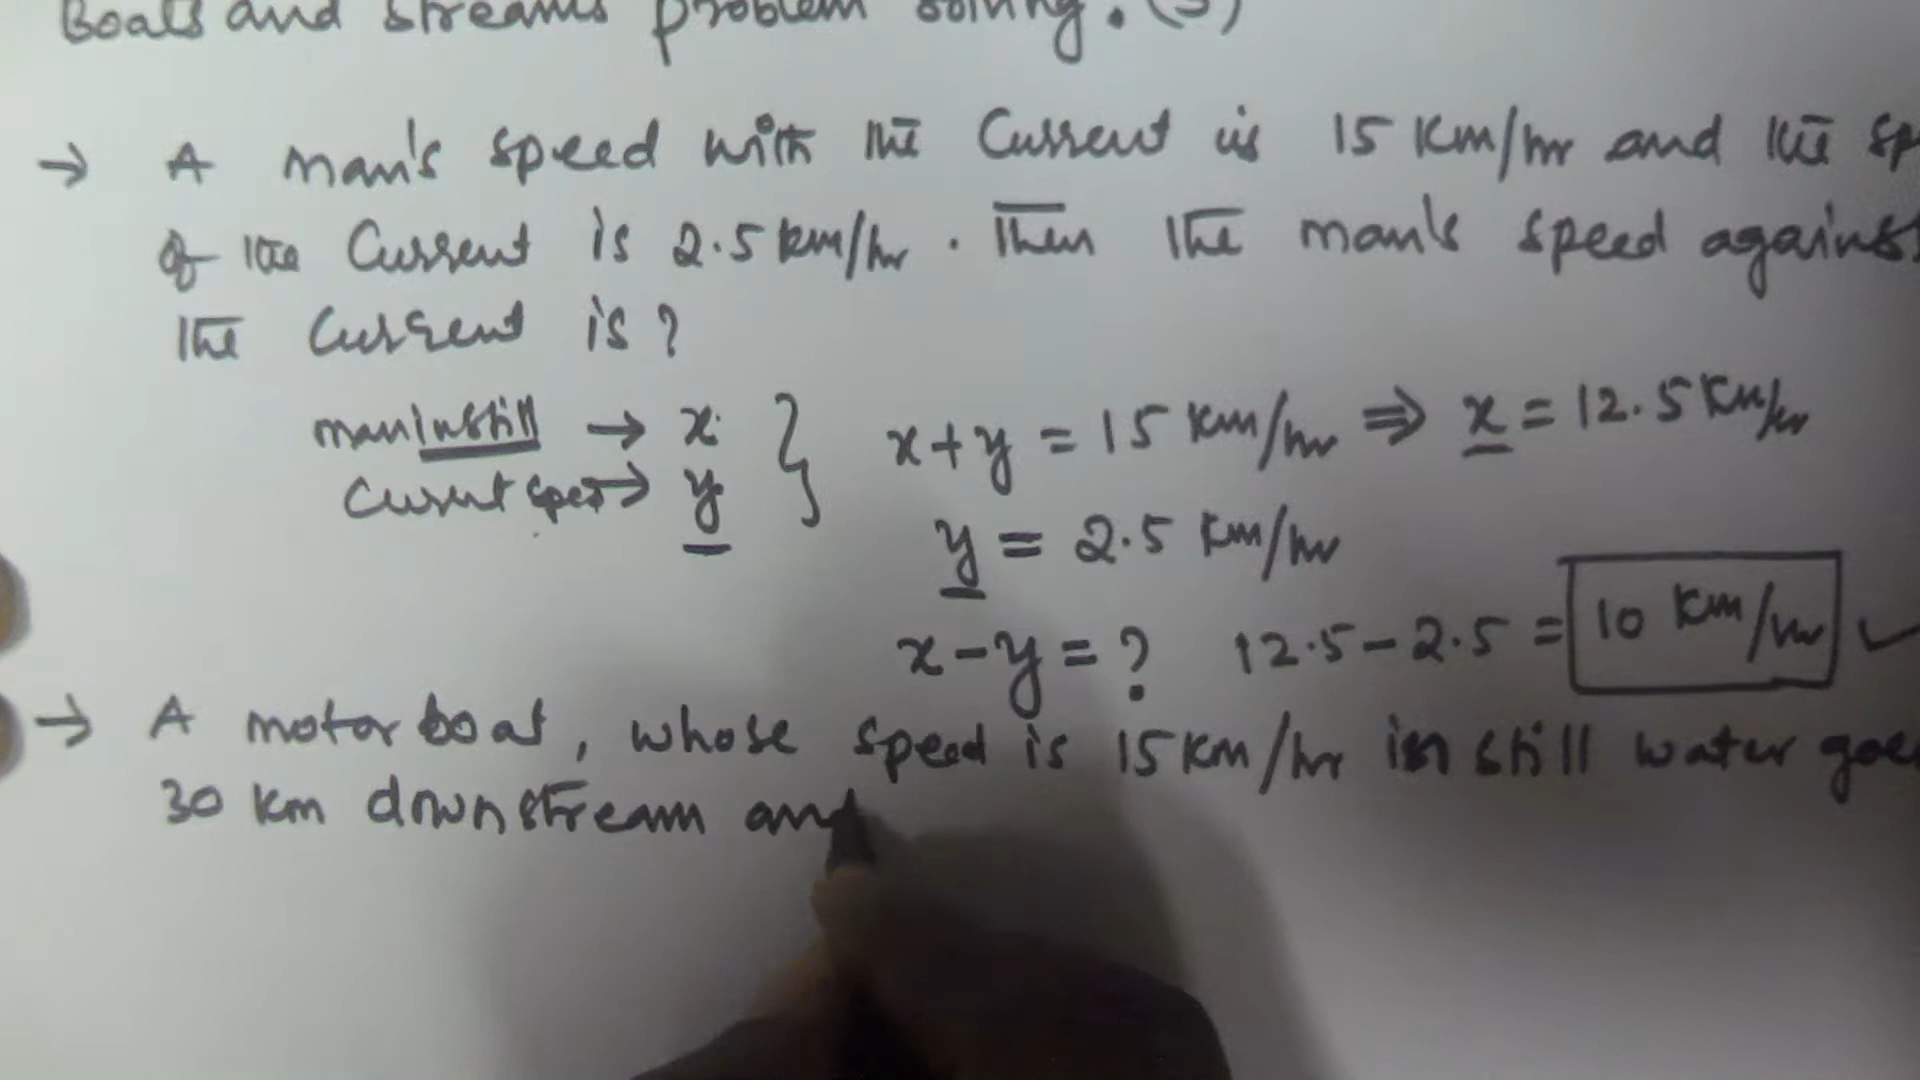 Boats and streams problem solving. (3)
→ A man's speed with the Current is 15 Km/hr and the sp
of the Current is 2.5 km/hr. Then the man's speed against
the Current is?
man instill → x
x+y = 15 km/hr ⇒ x = 12.5 Km/hr
Current speed → y
y = 2.5 km/hr
x-y = ? 12.5-2.5 = 10 km/hr ✓
→ A motor boat, whose speed is 15 km/hr in still water goe
30 km downstream an